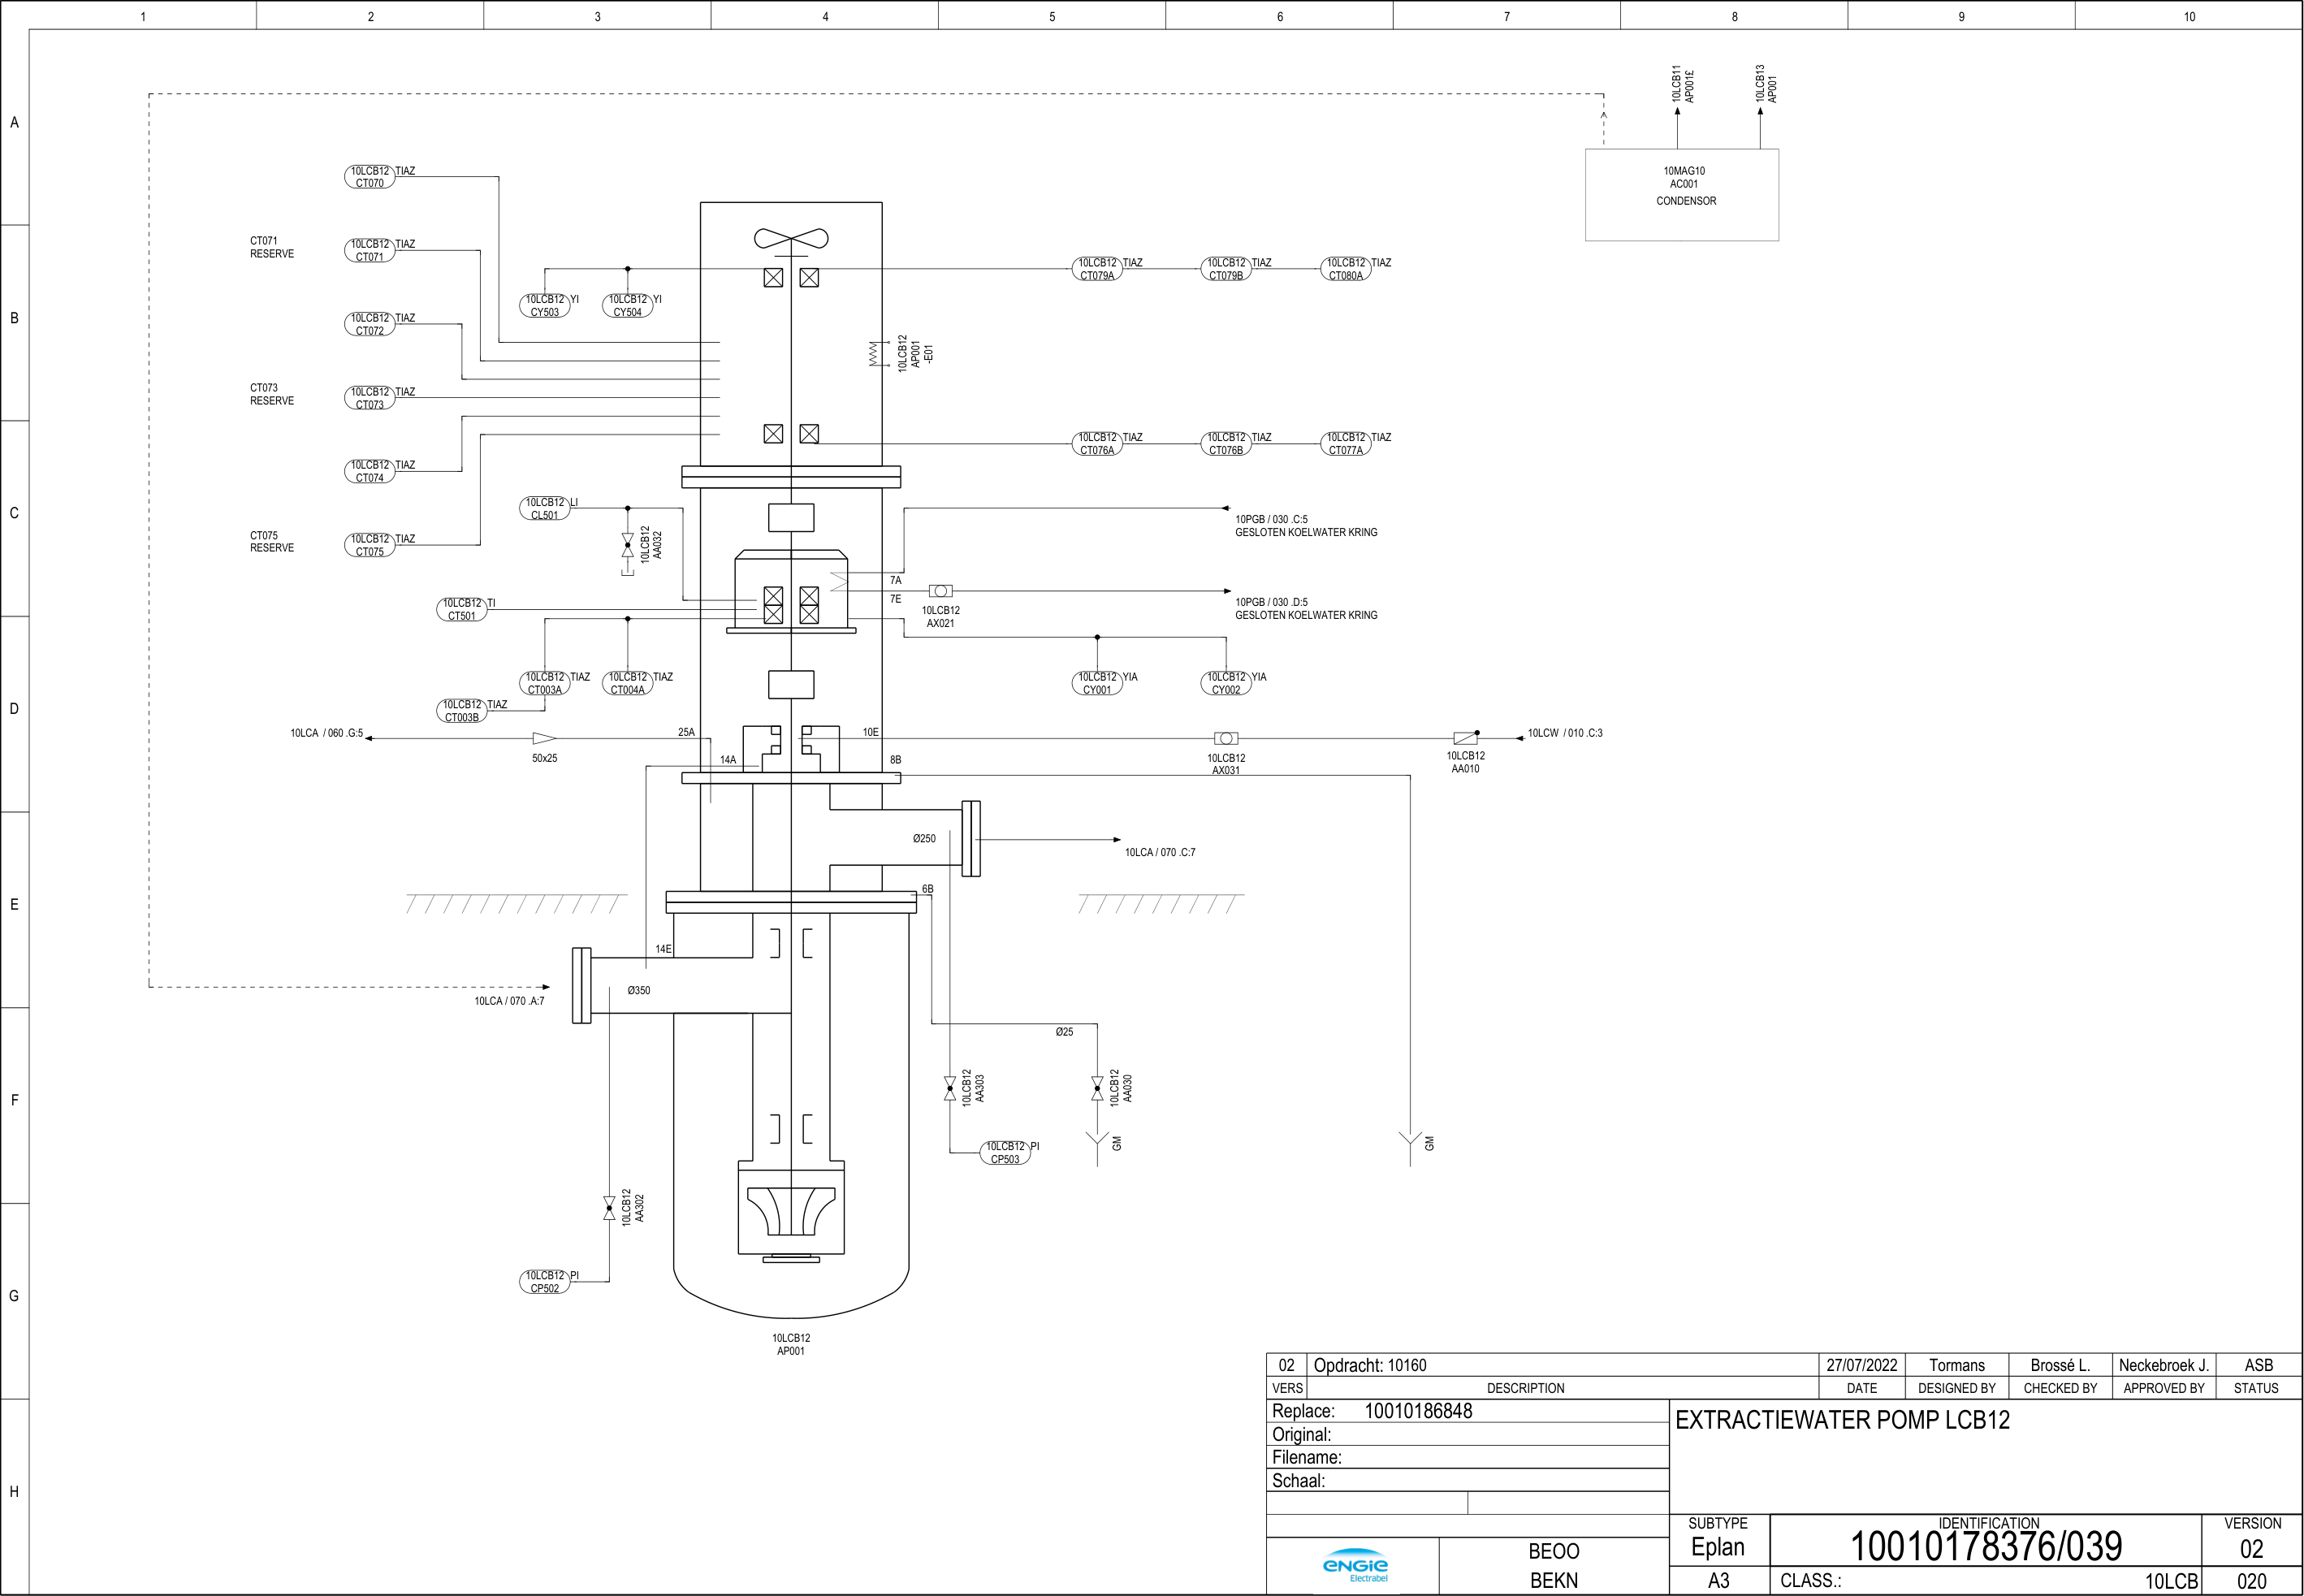 1 2 3 4 5 6 7 8 9 10
A
B
C
D
E
F
G
H
10LCB11
AP001£
10LCB13
AP001
10MAG10
AC001
CONDENSOR
10LCB12 TIAZ
CT070
CT071
RESERVE
10LCB12 TIAZ
CT071
10LCB12 TIAZ
CT072
CT073
RESERVE
10LCB12 TIAZ
CT073
10LCB12 TIAZ
CT074
CT075
RESERVE
10LCB12 TIAZ
CT075
10LCB12 YI
CY503
10LCB12 YI
CY504
10LCB12 TIAZ
CT079A
10LCB12 TIAZ
CT079B
10LCB12 TIAZ
CT080A
10LCB12
AP001
-E01
10LCB12 TIAZ
CT076A
10LCB12 TIAZ
CT076B
10LCB12 TIAZ
CT077A
10LCB12 LI
CL501
10LCB12
AA032
10PGB / 030 .C:5
GESLOTEN KOELWATER KRING
7A
7E
10LCB12
AX021
10PGB / 030 .D:5
GESLOTEN KOELWATER KRING
10LCB12 TI
CT501
10LCB12 TIAZ
CT003A
10LCB12 TIAZ
CT004A
10LCB12 TIAZ
CT003B
10LCB12 YIA
CY001
10LCB12 YIA
CY002
10LCA / 060 .G:5
50x25
25A
14A
10E
8B
10LCB12
AX031
10LCB12
AA010
10LCW / 010 .C:3
Ø250
10LCA / 070 .C:7
6B
14E
Ø350
10LCA / 070 .A:7
Ø25
10LCB12
AA303
10LCB12
AA030
10LCB12 PI
CP503
GM
GM
10LCB12
AA302
10LCB12 PI
CP502
10LCB12
AP001
02 Opdracht: 10160 27/07/2022 Tormans Brossé L. Neckebroek J. ASB
VERS DESCRIPTION DATE DESIGNED BY CHECKED BY APPROVED BY STATUS
Replace: 10010186848
Original:
Filename:
Schaal:
EXTRACTIEWATER POMP LCB12
SUBTYPE
Eplan
IDENTIFICATION
10010178376/039
VERSION
02
ENGIE
Electrabel
BEOO
BEKN
A3
CLASS.: 10LCB
020